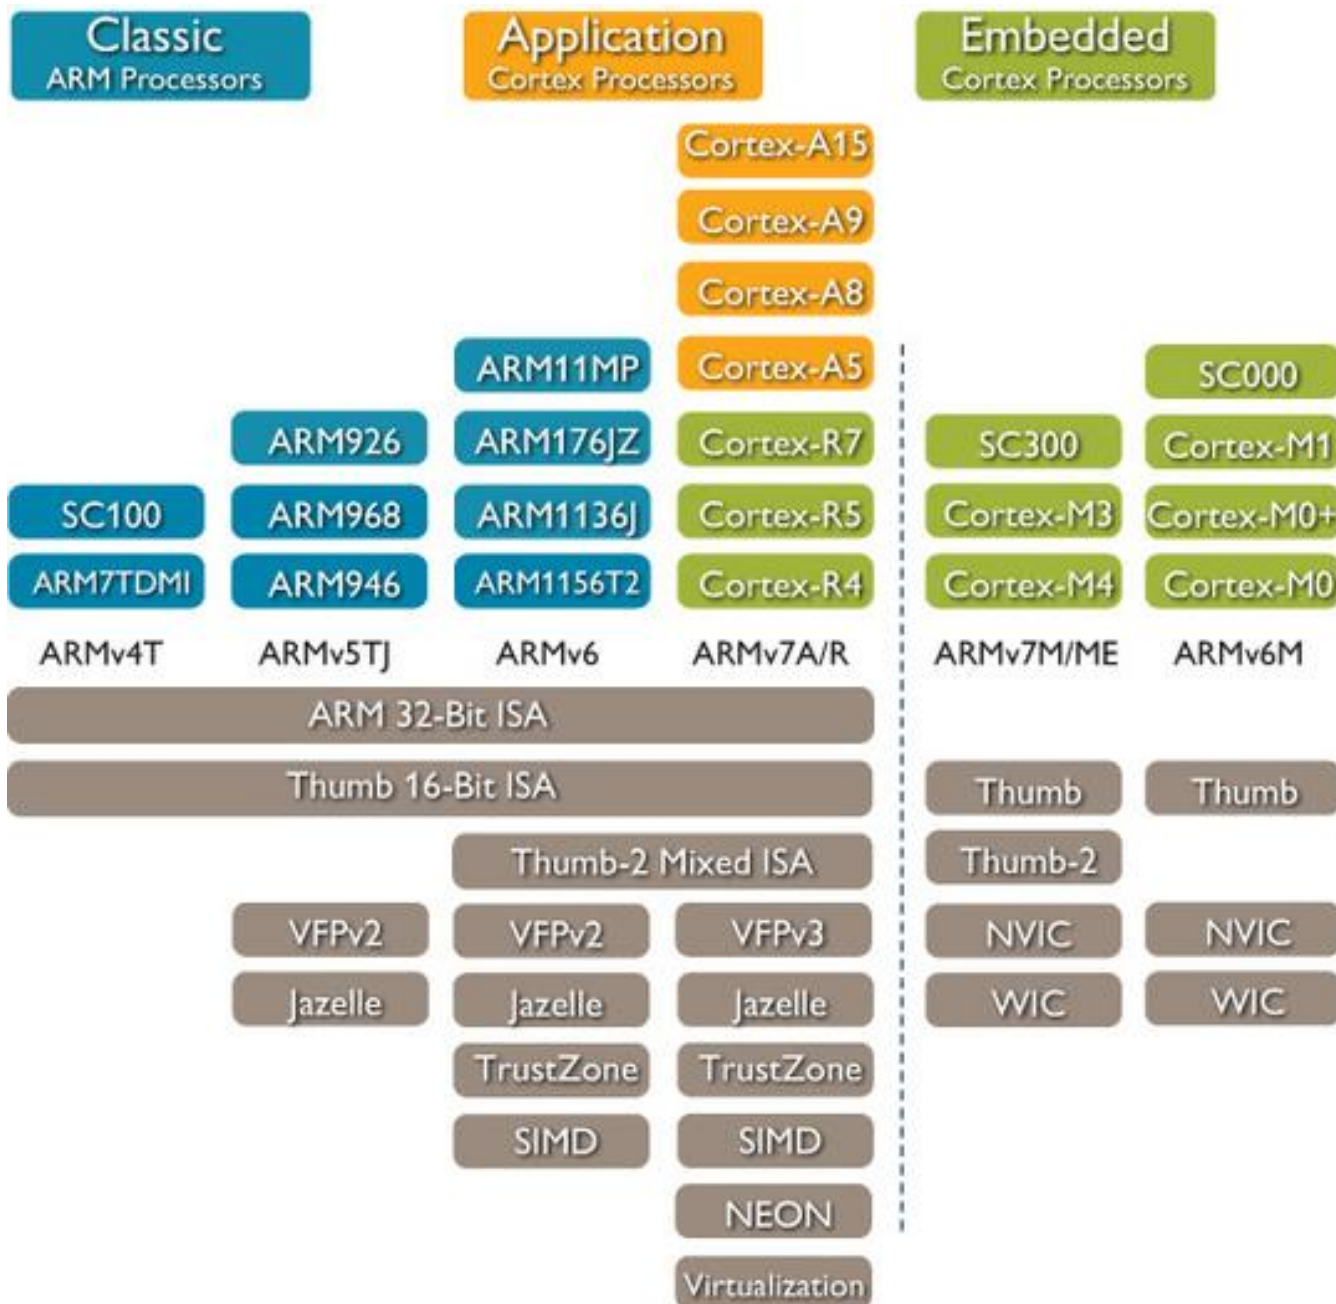 Classic
ARM Processors
Application
Cortex Processors
Embedded
Cortex Processors
Cortex-A15
Cortex-A9
Cortex-A8
ARM11MP
Cortex-A5
SC000
ARM926
ARM176JZ
Cortex-R7
SC300
Cortex-M1
SC100
ARM968
ARM1136J
Cortex-R5
Cortex-M3
Cortex-M0+
ARM7TDMI
ARM946
ARM1156T2
Cortex-R4
Cortex-M4
Cortex-M0
ARMv4T
ARMv5TJ
ARMv6
ARMv7A/R
ARMv7M/ME
ARMv6M
ARM 32-Bit ISA
Thumb 16-Bit ISA
Thumb
Thumb
Thumb-2 Mixed ISA
Thumb-2
VFPv2
VFPv2
VFPv3
NVIC
NVIC
Jazelle
Jazelle
Jazelle
WIC
WIC
TrustZone
TrustZone
SIMD
SIMD
NEON
Virtualization